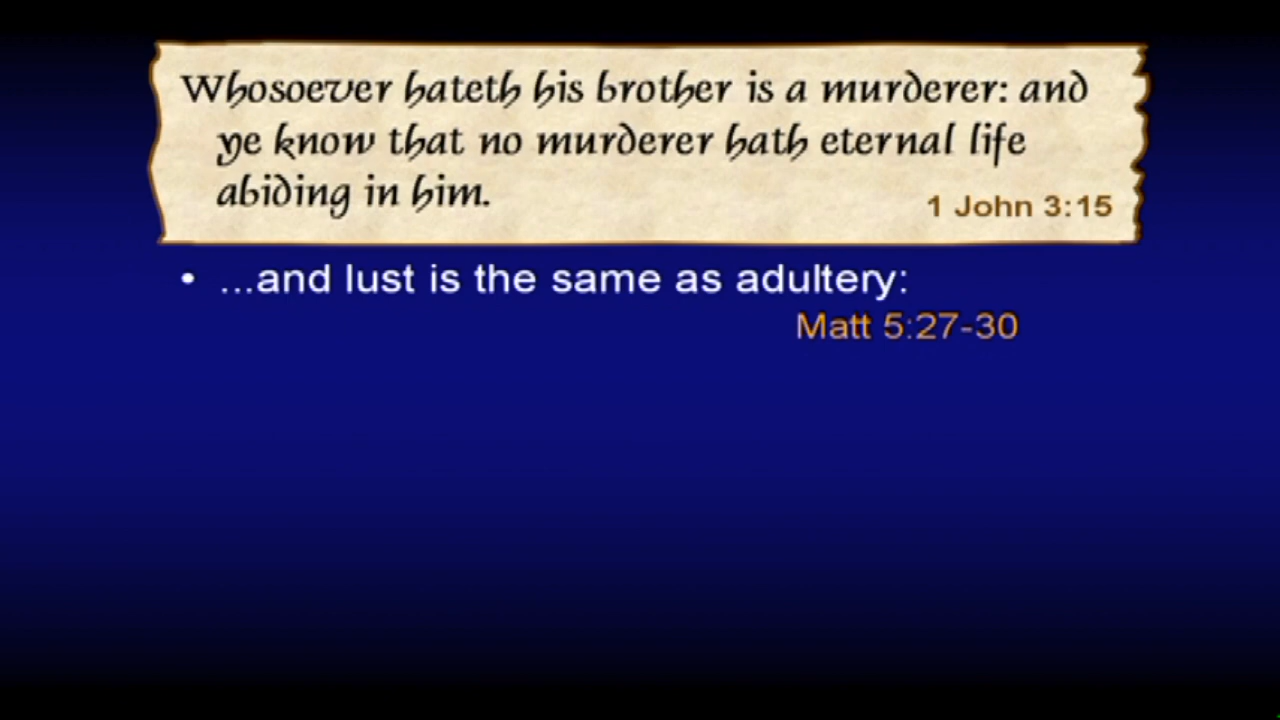 Whosoever hateth his brother is a murderer: and
ye know that no murderer hath eternal life
abiding in him.
1 John 3:15
• ...and lust is the same as adultery:
Matt 5:27-30